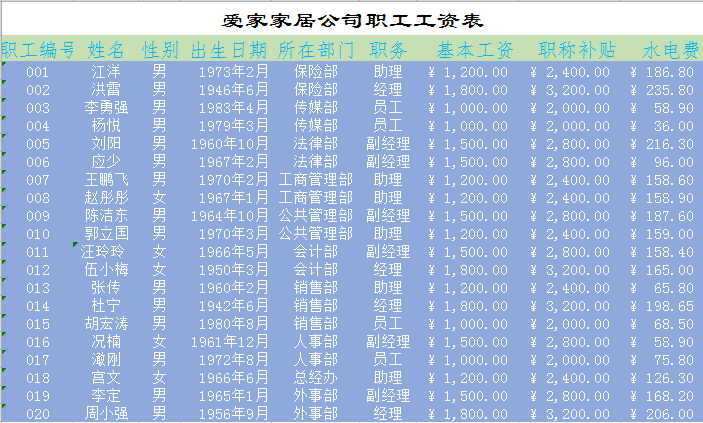 爱家家居公司职工工资表
职工编号 姓名 性别 出生日期 所在部门 职务 基本工资 职称补贴 水电费
001 江洋 男 1973年2月 保险部 助理 ¥ 1,200.00 ¥ 2,400.00 ¥ 186.80
002 洪雷 男 1946年6月 保险部 经理 ¥ 1,800.00 ¥ 3,200.00 ¥ 235.80
003 李勇强 男 1983年4月 传媒部 员工 ¥ 1,000.00 ¥ 2,000.00 ¥ 58.90
004 杨悦 男 1979年3月 传媒部 员工 ¥ 1,000.00 ¥ 2,000.00 ¥ 36.00
005 刘阳 男 1960年10月 法律部 副经理 ¥ 1,500.00 ¥ 2,800.00 ¥ 216.30
006 应少 男 1967年2月 法律部 副经理 ¥ 1,500.00 ¥ 2,800.00 ¥ 96.00
007 王鹏飞 男 1970年2月 工商管理部 助理 ¥ 1,200.00 ¥ 2,400.00 ¥ 158.60
008 赵彤彤 女 1967年1月 工商管理部 助理 ¥ 1,200.00 ¥ 2,400.00 ¥ 158.90
009 陈洁东 男 1964年10月 公共管理部 副经理 ¥ 1,500.00 ¥ 2,800.00 ¥ 187.60
010 郭立国 男 1970年3月 公共管理部 助理 ¥ 1,200.00 ¥ 2,400.00 ¥ 159.00
011 汪玲玲 女 1966年5月 会计部 副经理 ¥ 1,500.00 ¥ 2,800.00 ¥ 158.40
012 伍小梅 女 1950年3月 会计部 经理 ¥ 1,800.00 ¥ 3,200.00 ¥ 165.00
013 张传 男 1960年2月 销售部 助理 ¥ 1,200.00 ¥ 2,400.00 ¥ 65.80
014 杜宁 男 1942年6月 销售部 经理 ¥ 1,800.00 ¥ 3,200.00 ¥ 198.65
015 胡宏涛 男 1980年8月 销售部 员工 ¥ 1,000.00 ¥ 2,000.00 ¥ 68.50
016 况楠 女 1961年12月 人事部 副经理 ¥ 1,500.00 ¥ 2,800.00 ¥ 58.90
017 澉刚 男 1972年8月 人事部 员工 ¥ 1,000.00 ¥ 2,000.00 ¥ 75.80
018 宫文 女 1966年6月 总经办 助理 ¥ 1,200.00 ¥ 2,400.00 ¥ 126.30
019 李定 男 1965年1月 外事部 副经理 ¥ 1,500.00 ¥ 2,800.00 ¥ 168.20
020 周小强 男 1956年9月 外事部 经理 ¥ 1,800.00 ¥ 3,200.00 ¥ 206.00